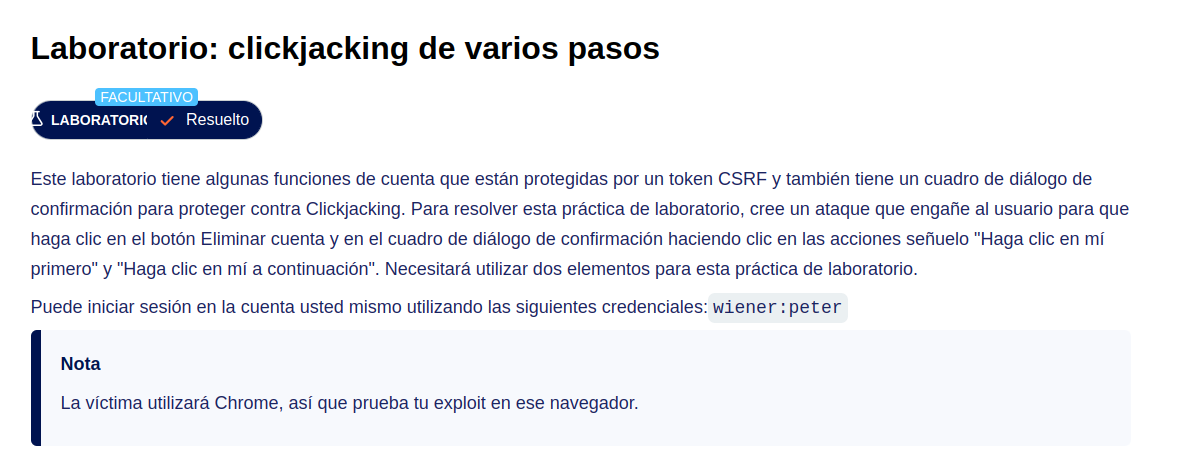 Laboratorio: clickjacking de varios pasos
FACULTATIVO
LABORATORIO Resuelto
Este laboratorio tiene algunas funciones de cuenta que están protegidas por un token CSRF y también tiene un cuadro de diálogo de
confirmación para proteger contra Clickjacking. Para resolver esta práctica de laboratorio, cree un ataque que engañe al usuario para que
haga clic en el botón Eliminar cuenta y en el cuadro de diálogo de confirmación haciendo clic en las acciones señuelo "Haga clic en mí
primero" y "Haga clic en mí a continuación". Necesitará utilizar dos elementos para esta práctica de laboratorio.
Puede iniciar sesión en la cuenta usted mismo utilizando las siguientes credenciales: wiener:peter
Nota
La víctima utilizará Chrome, así que prueba tu exploit en ese navegador.